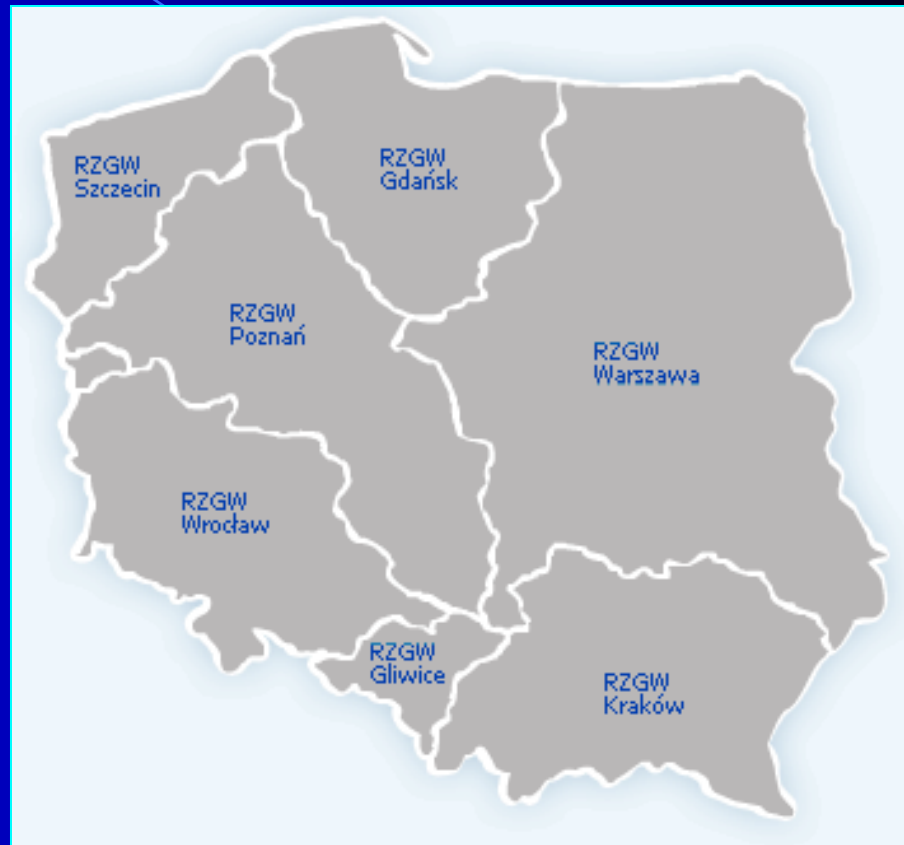 RZGW
Szczecin
RZGW
Gdańsk
RZGW
Poznań
RZGW
Warszawa
RZGW
Wrocław
RZGW
Gliwice
RZGW
Kraków